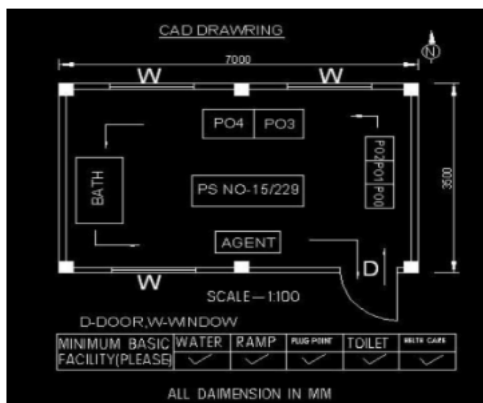 CAD DRAWRING
N
7000
W W
PO4 PO3
PO2 PO1 PO0
3500
BATH
PS NO-15/229
AGENT
W
D
SCALE-1:100
D-DOOR,W-WINDOW
MINIMUM BASIC FACILITY(PLEASE) WATER RAMP PLUG POINT TOILET
ALL DAIMENSION IN MM